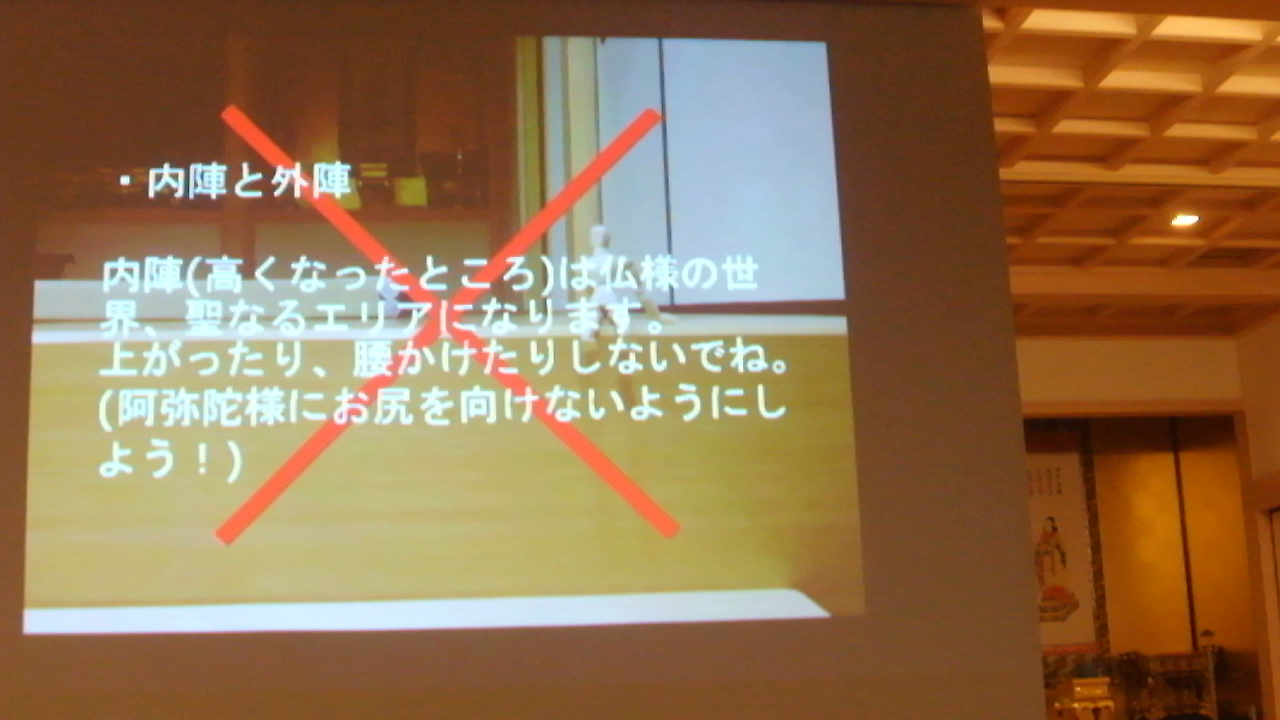 ・内陣と外陣
内陣(高くなったところ)は仏様の世
界、聖なるエリアになります。
上がったり、腰かけたりしないでね。
(阿弥陀様にお尻を向けないようにし
よう！)